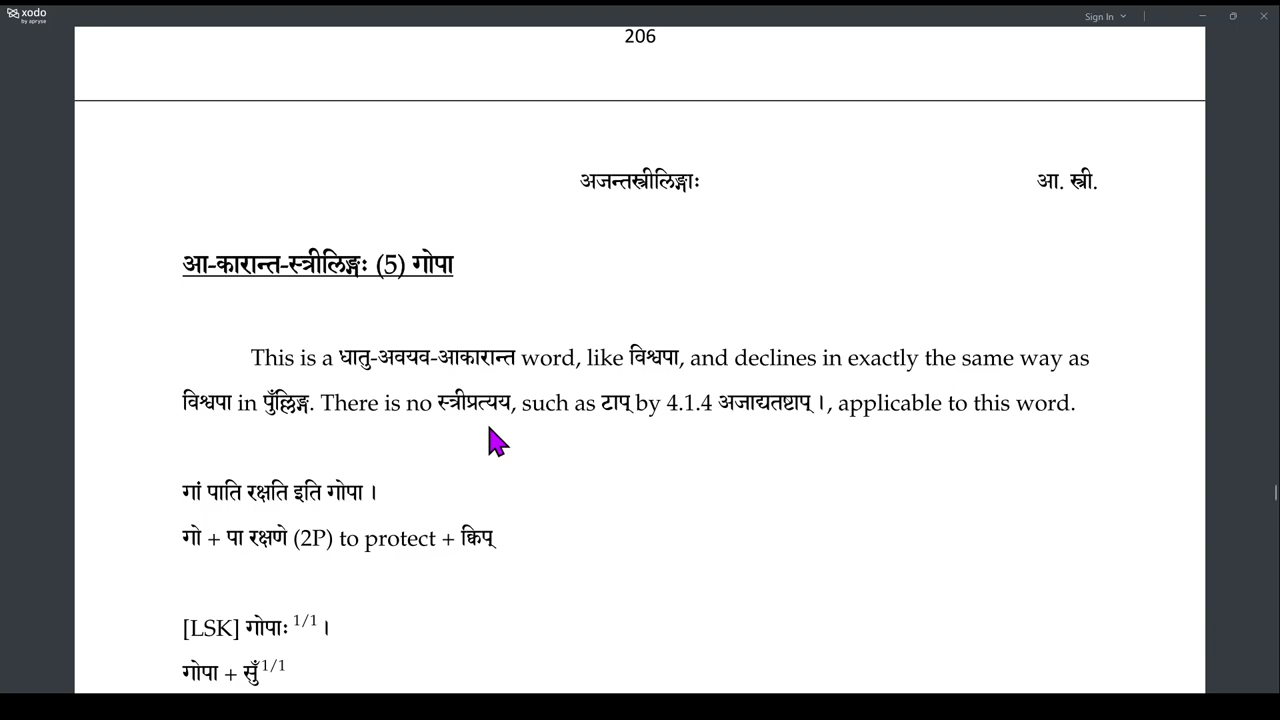 xodo
by apryse
Sign In
206
अजन्तस्त्रीलिङ्गाः
आ. स्त्री.
आ-कारान्त-स्त्रीलिङ्गः (5) गोपा
This is a धातु-अवयव-आकारान्त word, like विश्वपा, and declines in exactly the same way as
विश्वपा in पुँल्लिङ्ग. There is no स्त्रीप्रत्यय, such as टाप् by 4.1.4 अजाद्यतष्टाप् ।, applicable to this word.
गां पाति रक्षति इति गोपा ।
गो + पा रक्षणे (2P) to protect + क्विप्
[LSK] गोपाः 1/1 ।
गोपा + सुँ 1/1